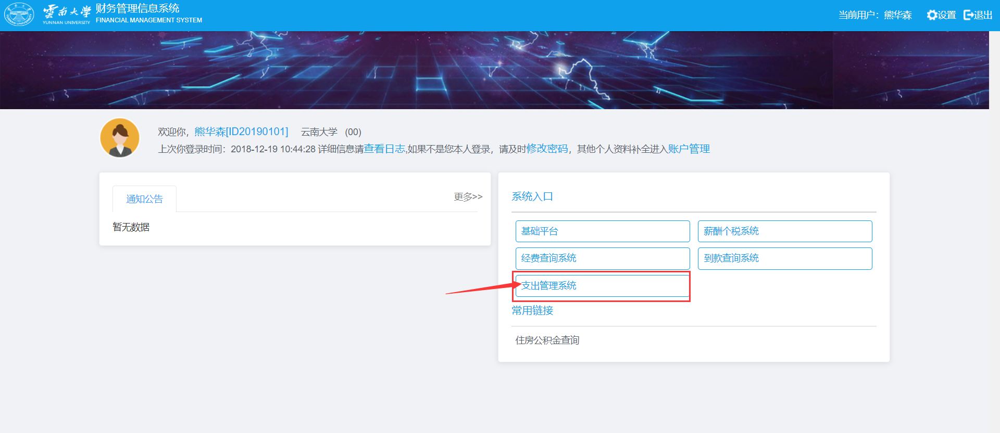 雲南大学
YUNNAN UNIVERSITY
财务管理信息系统
FINANCIAL MANAGEMENT SYSTEM
当前用户：熊华森
设置
退出
欢迎你，熊华森[ID20190101] 云南大学 (00)
上次你登录时间：2018-12-19 10:44:28 详细信息请查看日志,如果不是您本人登录，请及时修改密码，其他个人资料补全进入账户管理
通知公告
更多>>
暂无数据
系统入口
基础平台
薪酬个税系统
经费查询系统
到款查询系统
支出管理系统
常用链接
住房公积金查询